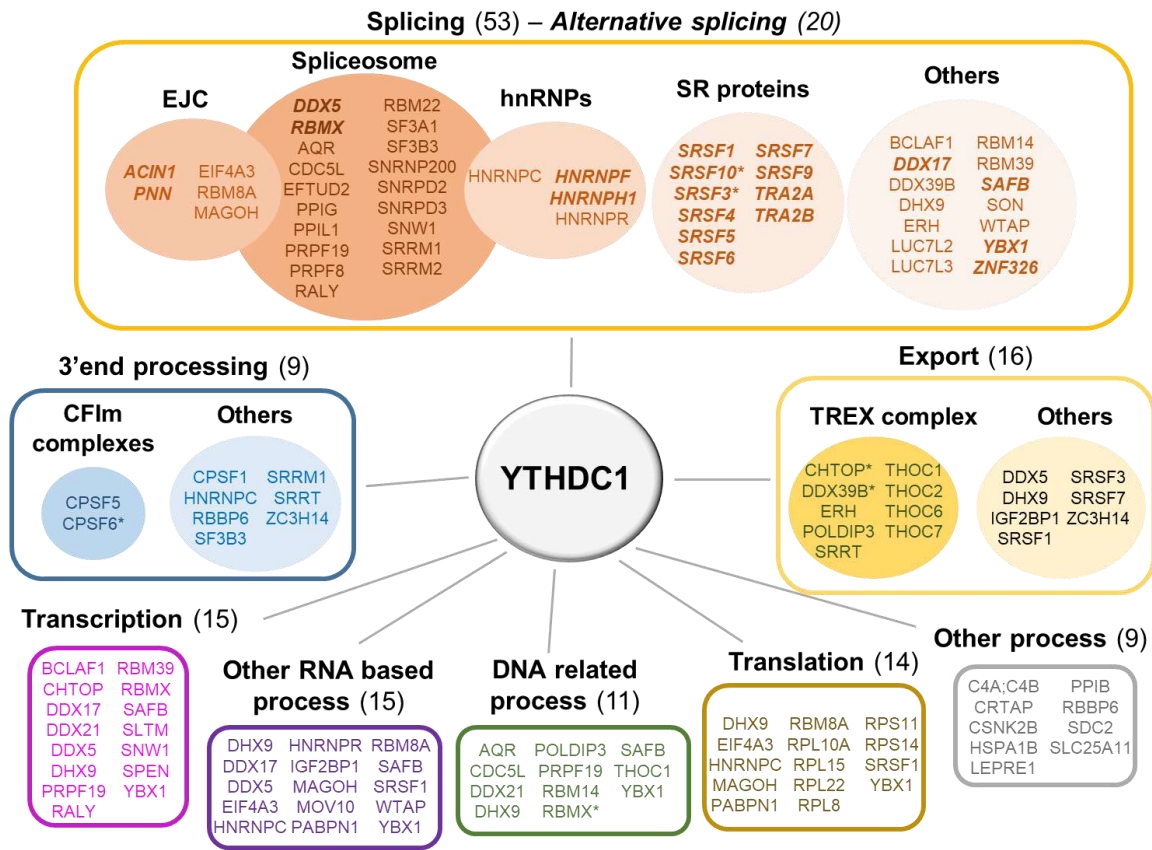 Splicing (53) – Alternative splicing (20)
EJC
ACIN1 EIF4A3
PNN RBM8A
MAGOH
Spliceosome
DDX5 RBM22
RBMX SF3A1
AQR SF3B3
CDC5L SNRNP200
EFTUD2 SNRPD2
PPIG SNRPD3
PPIL1 SNW1
PRPF19 SRRM1
PRPF8 SRRM2
RALY
hnRNPs
HNRNPC HNRNPF
HNRNPH1
HNRNPR
SR proteins
SRSF1 SRSF7
SRSF10* SRSF9
SRSF3* TRA2A
SRSF4 TRA2B
SRSF5
SRSF6
Others
BCLAF1 RBM14
DDX17 RBM39
DDX39B SAFB
DHX9 SON
ERH WTAP
LUC7L2 YBX1
LUC7L3 ZNF326
3’end processing (9)
CFIm
complexes
CPSF5
CPSF6*
Others
CPSF1 SRRM1
HNRNPC SRRT
RBBP6 ZC3H14
SF3B3
YTHDC1
Export (16)
TREX complex
CHTOP* THOC1
DDX39B* THOC2
ERH THOC6
POLDIP3 THOC7
SRRT
Others
DDX5 SRSF3
DHX9 SRSF7
IGF2BP1 ZC3H14
SRSF1
Transcription (15)
BCLAF1 RBM39
CHTOP RBMX
DDX17 SAFB
DDX21 SLTM
DDX5 SNW1
DHX9 SPEN
PRPF19 YBX1
RALY
Other RNA based
process (15)
DHX9 HNRNPR RBM8A
DDX17 IGF2BP1 SAFB
DDX5 MAGOH SRSF1
EIF4A3 MOV10 WTAP
HNRNPC PABPN1 YBX1
DNA related
process (11)
AQR POLDIP3 SAFB
CDC5L PRPF19 THOC1
DDX21 RBM14 YBX1
DHX9 RBMX*
Translation (14)
DHX9 RBM8A RPS11
EIF4A3 RPL10A RPS14
HNRNPC RPL15 SRSF1
MAGOH RPL22 YBX1
PABPN1 RPL8
Other process (9)
C4A;C4B PPIB
CRTAP RBBP6
CSNK2B SDC2
HSPA1B SLC25A11
LEPRE1